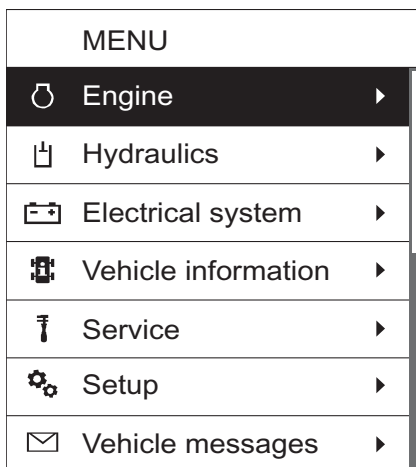 MENU
Engine
Hydraulics
Electrical system
Vehicle information
Service
Setup
Vehicle messages